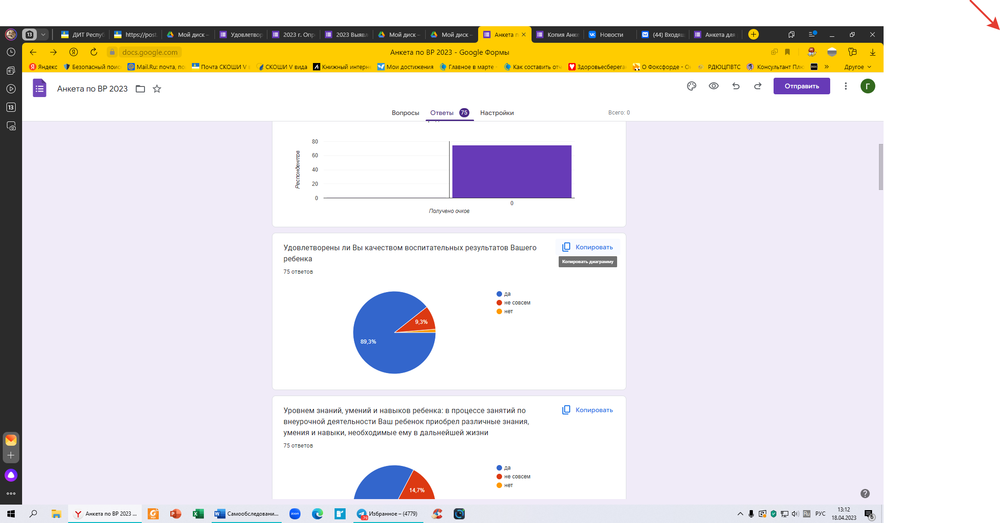 13
ДИТ Респу
https://post.
Мой диск –
Удовлетвор
2023 г. Опр
2023 Выявл
Мой диск –
Мой диск –
Анкета п
Копия Анке
Новости
(44) Входящ
Анкета для
docs.google.com
Анкета по ВР 2023 - Google Формы
Яндекс
Безопасный поис
Mail.Ru: почта, по
Почта СКОШИ V в
СКОШИ V вида
Книжный интерне
Мои достижения
Главное в марте -
Как составить отч
Здоровьесберега
О Фоксфорде - О
РДЮЦПВТС
Консультант Плю
»
Другое
13
Анкета по ВР 2023
Отправить
Г
Вопросы
Ответы 75
Настройки
Всего: 0
80
60
40
20
0
Респондентов
0
Получено очков
Удовлетворены ли Вы качеством воспитательных результатов Вашего
ребенка
Копировать
Копировать диаграмму
75 ответов
да
не совсем
нет
9,3%
89,3%
Уровнем знаний, умений и навыков ребенка: в процессе занятий по
внеурочной деятельности Ваш ребенок приобрел различные знания,
умения и навыки, необходимые ему в дальнейшей жизни
Копировать
75 ответов
да
не совсем
нет
14,7%
Анкета по ВР 2023 ...
Самообследовани...
zoom
..79
Избранное – (4779)
Ru
РУС
13:12
18.04.2023
6